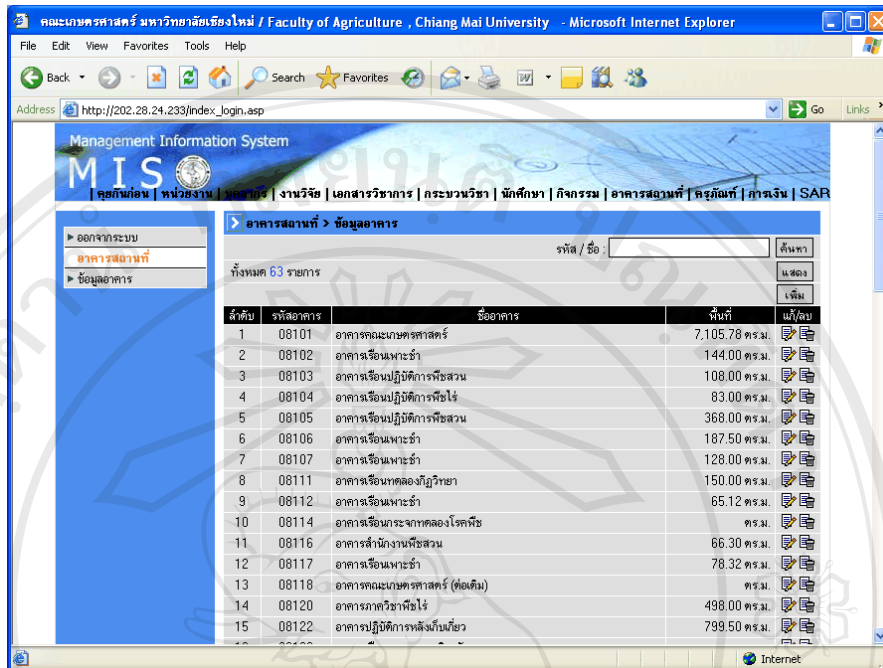 คณะเกษตรศาสตร์ มหาวิทยาลัยเชียงใหม่ / Faculty of Agriculture , Chiang Mai University - Microsoft Internet Explorer
File Edit View Favorites Tools Help
Back Search Favorites
Address http://202.28.24.233/index_login.asp Go Links
Management Information System
MIS
| คุยกันก่อน | หน่วยงาน | บุคลากร | งานวิจัย | เอกสารวิชาการ | กระบวนวิชา | นักศึกษา | กิจกรรม | อาคารสถานที่ | ครุภัณฑ์ | การเงิน | SAR
อาคารสถานที่ > ข้อมูลอาคาร
ออกจากระบบ
อาคารสถานที่
ข้อมูลอาคาร
รหัส / ชื่อ : ค้นหา
ทั้งหมด 63 รายการ แสดง
เพิ่ม
ลำดับ รหัสอาคาร ชื่ออาคาร พื้นที่ แก้/ลบ
1 08101 อาคารคณะเกษตรศาสตร์ 7,105.78 ตร.ม.
2 08102 อาคารเรือนเพาะชำ 144.00 ตร.ม.
3 08103 อาคารเรือนปฏิบัติการพืชสวน 108.00 ตร.ม.
4 08104 อาคารเรือนปฏิบัติการพืชไร่ 83.00 ตร.ม.
5 08105 อาคารเรือนปฏิบัติการพืชสวน 368.00 ตร.ม.
6 08106 อาคารเรือนเพาะชำ 187.50 ตร.ม.
7 08107 อาคารเรือนเพาะชำ 128.00 ตร.ม.
8 08111 อาคารเรือนทดลองกีฏวิทยา 150.00 ตร.ม.
9 08112 อาคารเรือนเพาะชำ 65.12 ตร.ม.
10 08114 อาคารเรือนกระจกทดลองโรคพืช ตร.ม.
11 08116 อาคารสำนักงานพืชสวน 66.30 ตร.ม.
12 08117 อาคารเรือนเพาะชำ 78.32 ตร.ม.
13 08118 อาคารคณะเกษตรศาสตร์ (ต่อเติม) ตร.ม.
14 08120 อาคารภาควิชาพืชไร่ 498.00 ตร.ม.
15 08122 อาคารปฏิบัติการหลังเก็บเกี่ยว 799.50 ตร.ม.
Internet